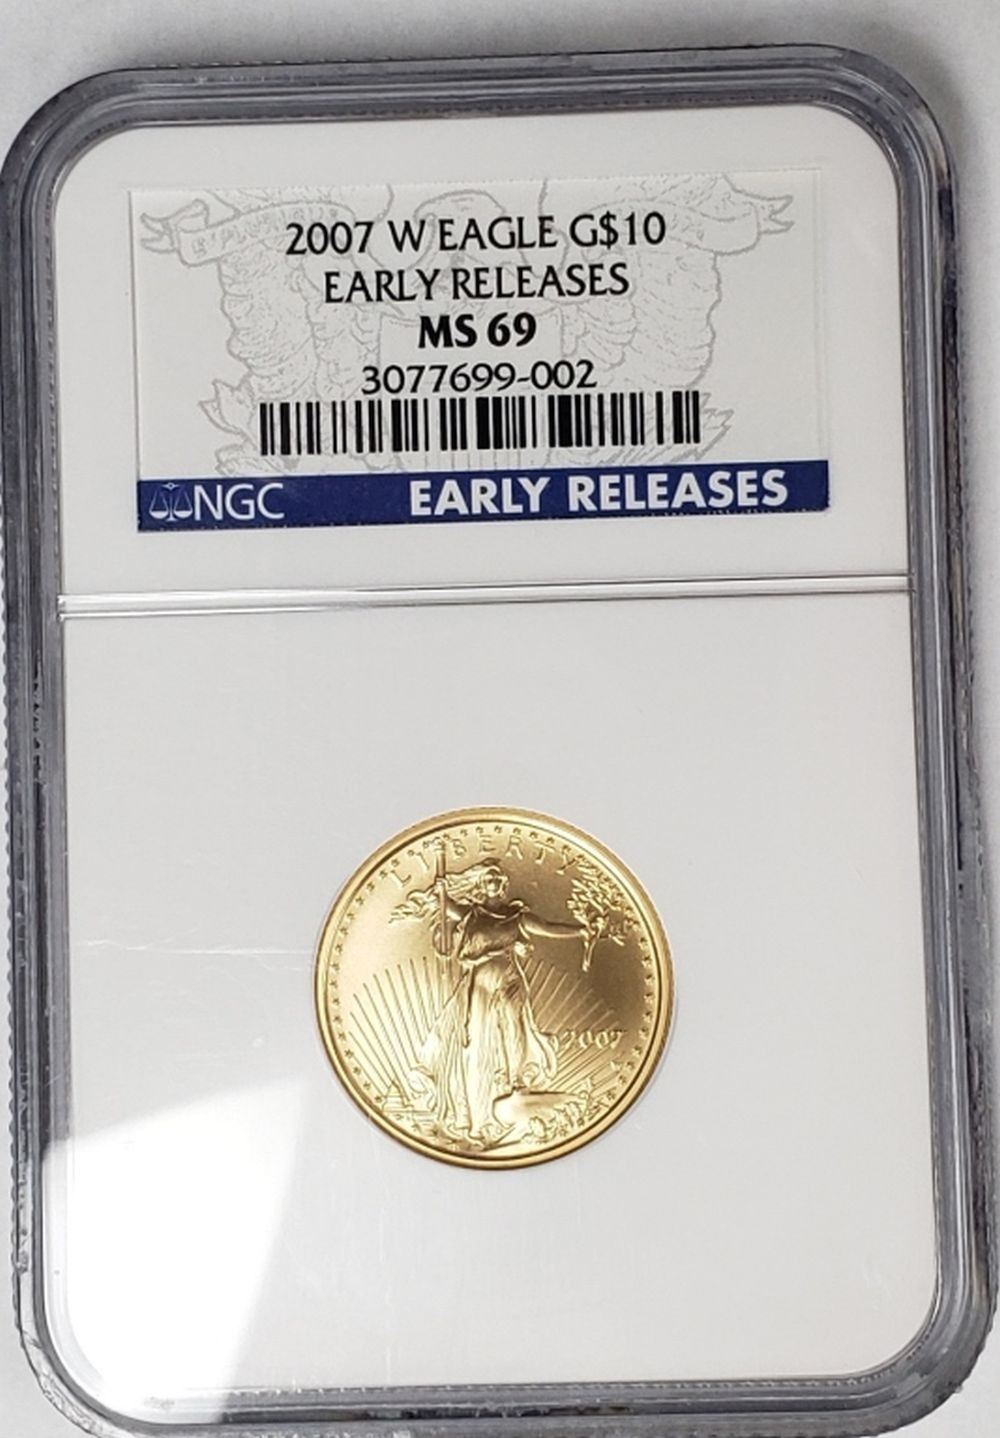 2007 W EAGLE G$10
EARLY RELEASES
MS 69
3077699-002
NGC EARLY RELEASES
LIBERTY
2007